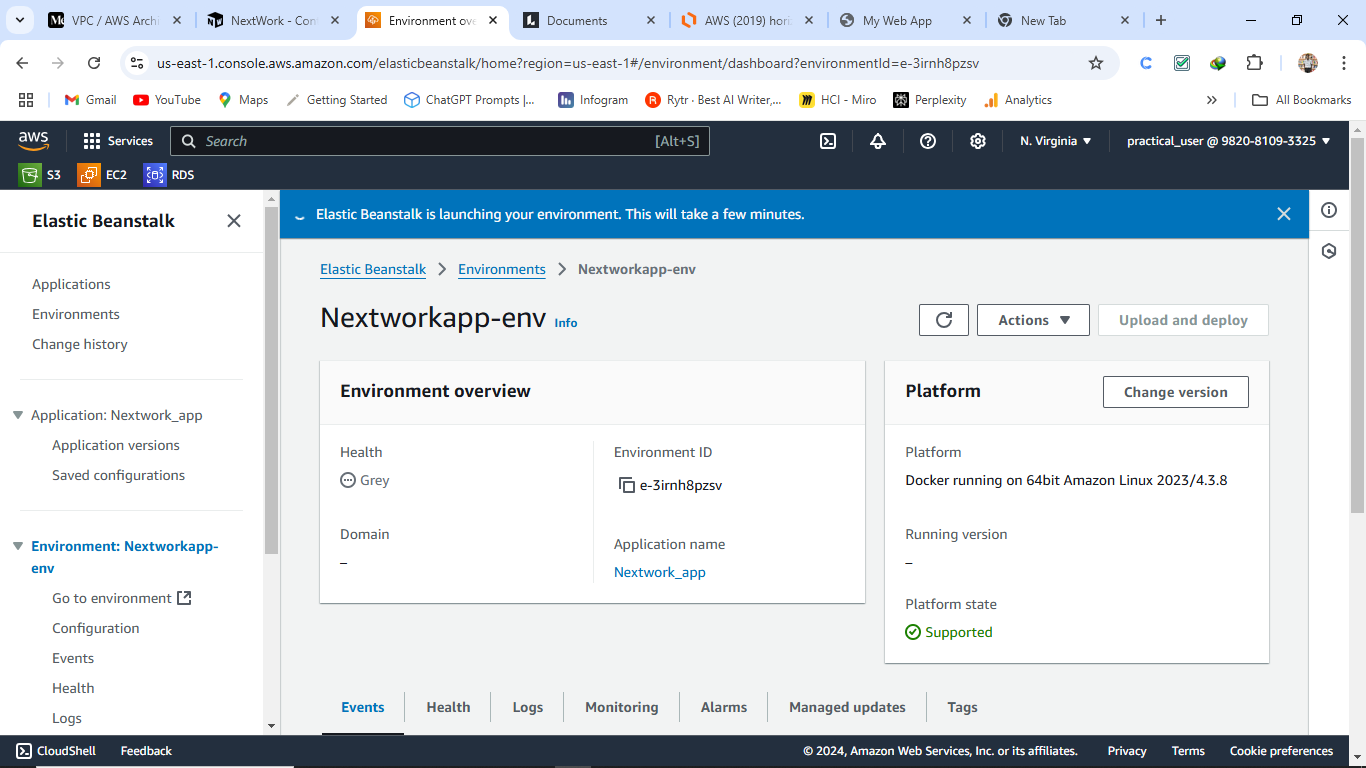 VPC / AWS Archi
NextWork - Con
Environment ove
Documents
AWS (2019) hori
My Web App
New Tab
us-east-1.console.aws.amazon.com/elasticbeanstalk/home?region=us-east-1#/environment/dashboard?environmentId=e-3irnh8pzsv
Gmail
YouTube
Maps
Getting Started
ChatGPT Prompts |...
Infogram
Rytr · Best AI Writer,...
HCI - Miro
Perplexity
Analytics
All Bookmarks
aws
Services
Search
[Alt+S]
N. Virginia
practical_user @ 9820-8109-3325
S3
EC2
RDS
Elastic Beanstalk
Applications
Environments
Change history
Application: Nextwork_app
Application versions
Saved configurations
Environment: Nextworkapp-
env
Go to environment
Configuration
Events
Health
Logs
Elastic Beanstalk is launching your environment. This will take a few minutes.
Elastic Beanstalk
Environments
Nextworkapp-env
Nextworkapp-env Info
Actions
Upload and deploy
Environment overview
Health
Grey
Domain
–
Environment ID
e-3irnh8pzsv
Application name
Nextwork_app
Platform
Change version
Platform
Docker running on 64bit Amazon Linux 2023/4.3.8
Running version
–
Platform state
Supported
Events
Health
Logs
Monitoring
Alarms
Managed updates
Tags
CloudShell
Feedback
© 2024, Amazon Web Services, Inc. or its affiliates.
Privacy
Terms
Cookie preferences